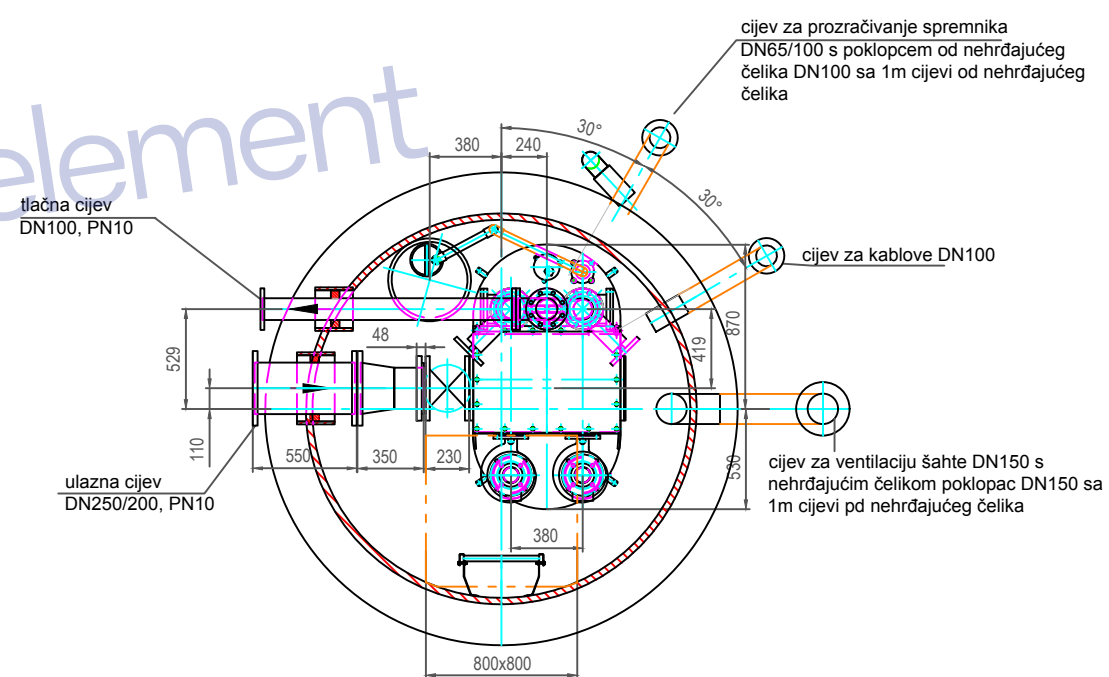 cijev za prozračivanje spremnika
DN65/100 s poklopcem od nehrđajućeg
čelika DN100 sa 1m cijevi od nehrđajućeg
čelika
element
30°
380
240
30°
tlačna cijev
DN100, PN10
cijev za kablove DN100
870
48
419
529
110
550
350
230
530
ulazna cijev
DN250/200, PN10
cijev za ventilaciju šahte DN150 s
nehrđajućim čelikom poklopac DN150 sa
1m cijevi pd nehrđajućeg čelika
380
800x800